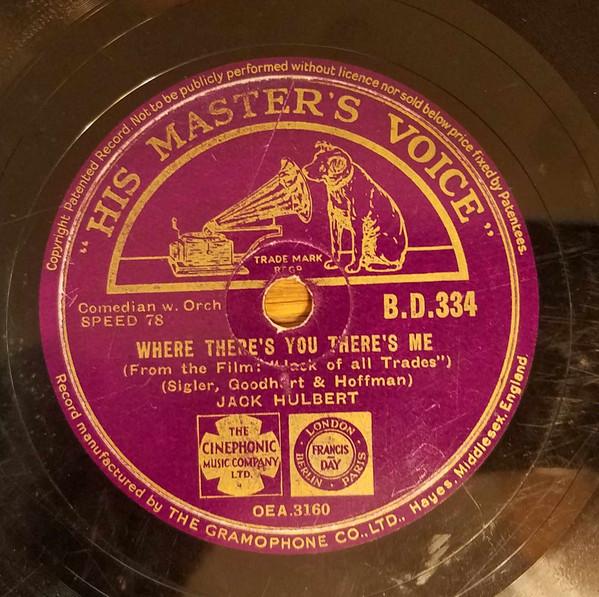 Copyright Patented Record. Not to be publicly performed without licence nor sold below price fixed by Patentees.
"HIS MASTER'S VOICE"
TRADE MARK
REGD
Comedian w. Orch
SPEED 78
B.D.334
WHERE THERE'S YOU THERE'S ME
(From the Film: "Jack of all Trades")
(Sigler, Goodhart & Hoffman)
JACK HULBERT
THE
CINEPHONIC
MUSIC COMPANY
LTD.
LONDON
FRANCIS
DAY
BERLIN PARIS
OEA.3160
Record manufactured by THE GRAMOPHONE CO., LTD., Hayes, Middlesex, England